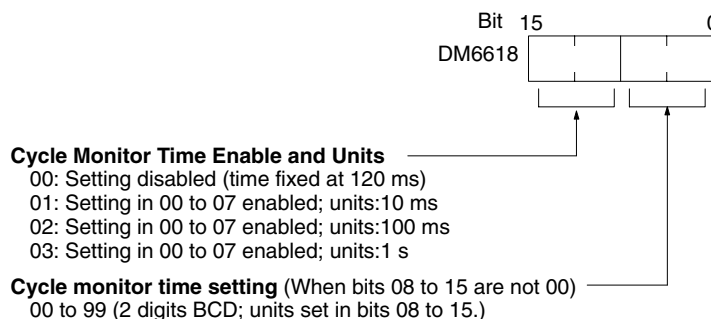 Bit 15 0
DM6618
Cycle Monitor Time Enable and Units
00: Setting disabled (time fixed at 120 ms)
01: Setting in 00 to 07 enabled; units:10 ms
02: Setting in 00 to 07 enabled; units:100 ms
03: Setting in 00 to 07 enabled; units:1 s
Cycle monitor time setting (When bits 08 to 15 are not 00)
00 to 99 (2 digits BCD; units set in bits 08 to 15.)